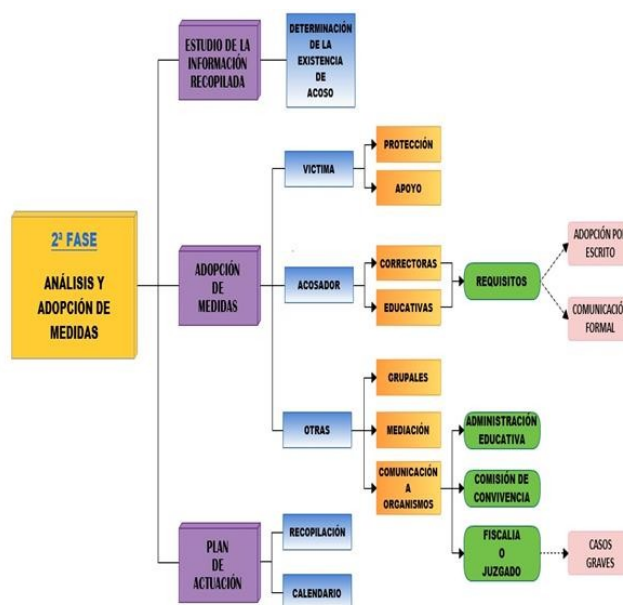 2ª FASE
ANÁLISIS Y
ADOPCIÓN DE
MEDIDAS
ESTUDIO DE LA
INFORMACIÓN
RECOPILADA
DETERMINACIÓN
DE LA
EXISTENCIA
DE
ACOSO
ADOPCIÓN
DE
MEDIDAS
VICTIMA
PROTECCIÓN
APOYO
ACOSADOR
CORRECTORAS
EDUCATIVAS
REQUISITOS
ADOPCIÓN POR
ESCRITO
COMUNICACIÓN
FORMAL
OTRAS
GRUPALES
MEDIACIÓN
COMUNICACIÓN
A
ORGANISMOS
ADMINISTRACIÓN
EDUCATIVA
COMISIÓN DE
CONVIVENCIA
FISCALIA
O
JUZGADO
CASOS
GRAVES
PLAN
DE
ACTUACIÓN
RECOPILACIÓN
CALENDARIO